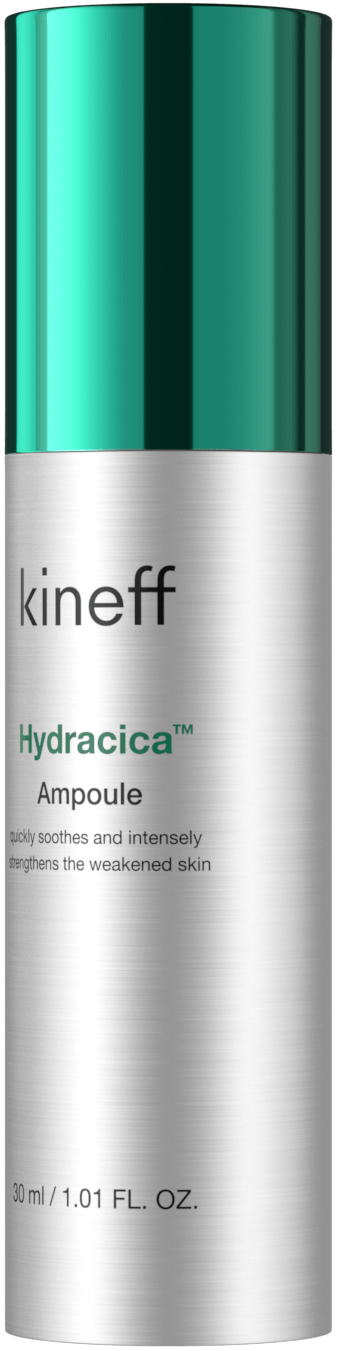 kineff
Hydracica™
Ampoule
quickly soothes and intensely
strengthens the weakened skin
30 ml / 1.01 FL. OZ.